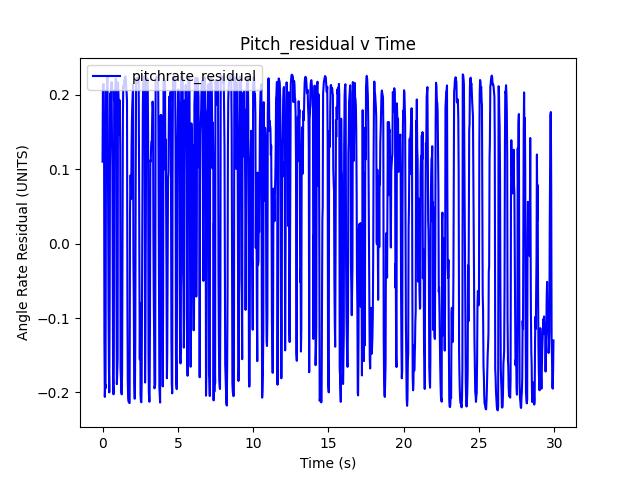 Pitch_residual v Time
pitchrate_residual
Angle Rate Residual (UNITS)
0.2
0.1
0.0
−0.1
−0.2
0 5 10 15 20 25 30
Time (s)